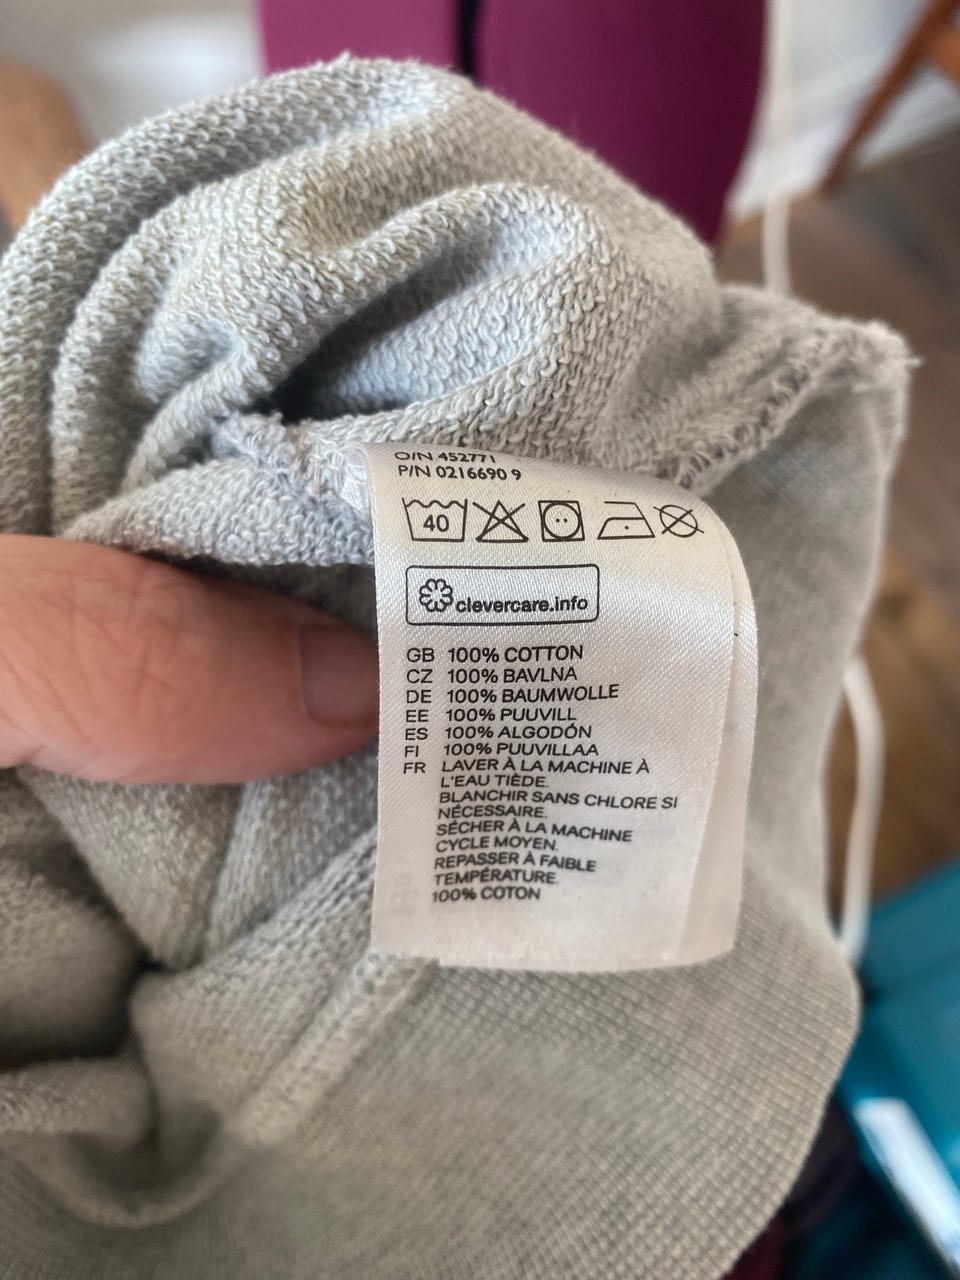 O/N 452771
P/N 0216690 9
40
clevercare.info
GB 100% COTTON
CZ 100% BAVLNA
DE 100% BAUMWOLLE
EE 100% PUUVILL
ES 100% ALGODÓN
FI 100% PUUVILLAA
FR LAVER À LA MACHINE À
L'EAU TIÈDE.
BLANCHIR SANS CHLORE SI
NÉCESSAIRE.
SÉCHER À LA MACHINE
CYCLE MOYEN.
REPASSER À FAIBLE
TEMPÉRATURE.
100% COTON